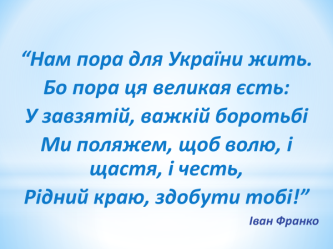 “Нам пора для України жить.
Бо пора ця великая єсть:
У завзятій, важкій боротьбі
Ми поляжем, щоб волю, і
щастя, і честь,
Рідний краю, здобути тобі!”
Іван Франко